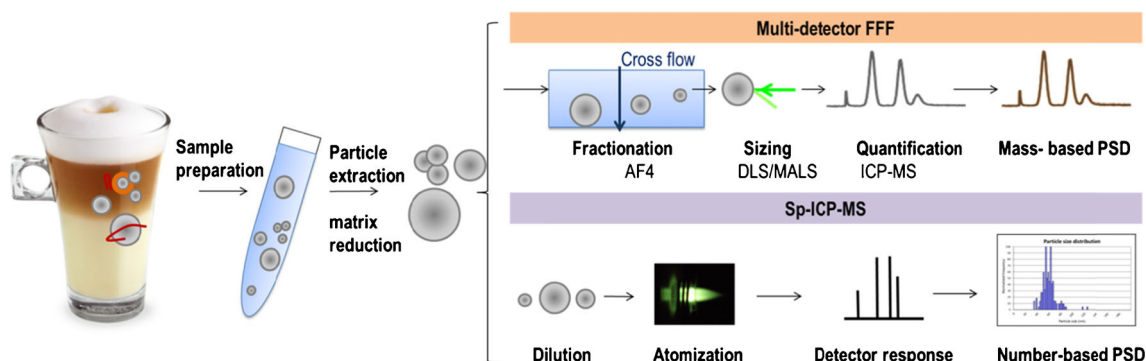 Multi-detector FFF
Cross flow
Sample
preparation
Particle
extraction
matrix
reduction
Fractionation
AF4
Sizing
DLS/MALS
Quantification
ICP-MS
Mass- based PSD
Sp-ICP-MS
Particle size distribution
Dilution
Atomization
Detector response
Number-based PSD